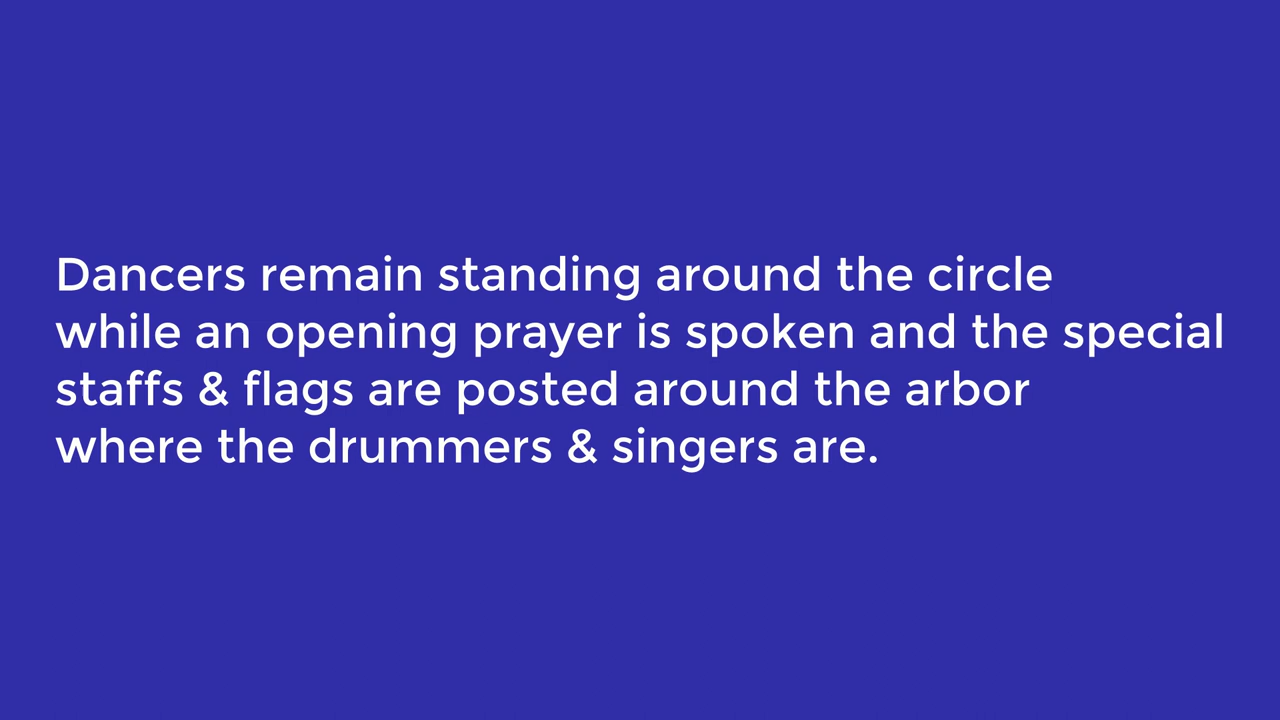 Dancers remain standing around the circle
while an opening prayer is spoken and the special
staffs & flags are posted around the arbor
where the drummers & singers are.